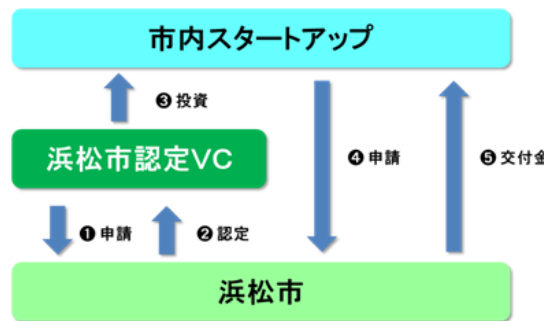 市内スタートアップ
❸投資
浜松市認定VC
❹申請
❺交付金
❶申請
❷認定
浜松市